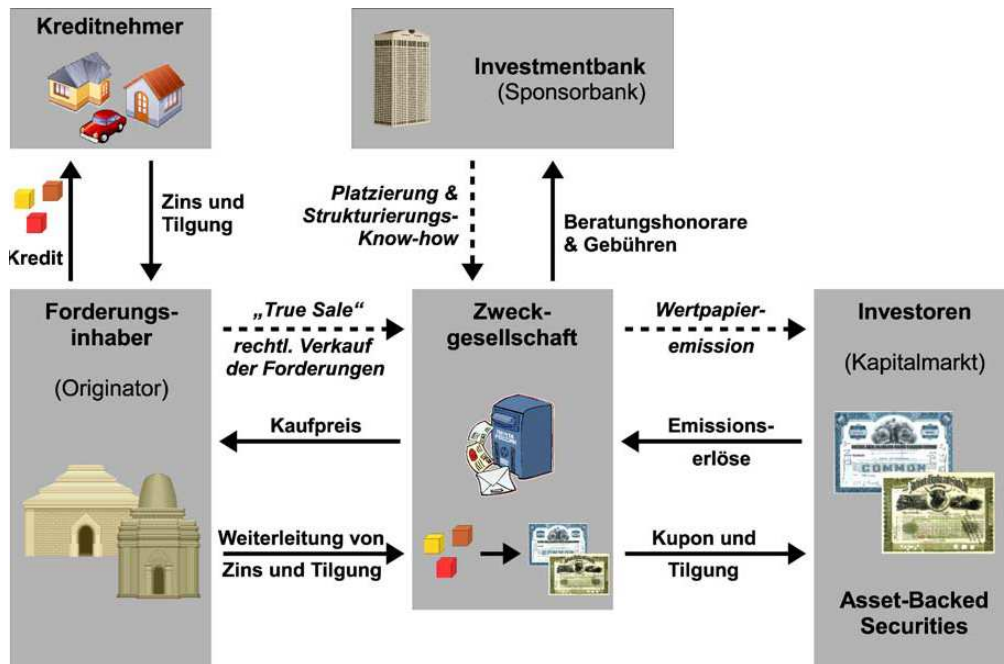 Kreditnehmer
Investmentbank
(Sponsorbank)
Kredit
Zins und
Tilgung
Platzierung &
Strukturierungs-
Know-how
Beratungshonorare
& Gebühren
Forderungs-
inhaber
(Originator)
„True Sale“
rechtl. Verkauf
der Forderungen
Kaufpreis
Weiterleitung von
Zins und Tilgung
Zweck-
gesellschaft
Wertpapier-
emission
Emissions-
erlöse
Kupon und
Tilgung
Investoren
(Kapitalmarkt)
COMMON
Asset-Backed
Securities